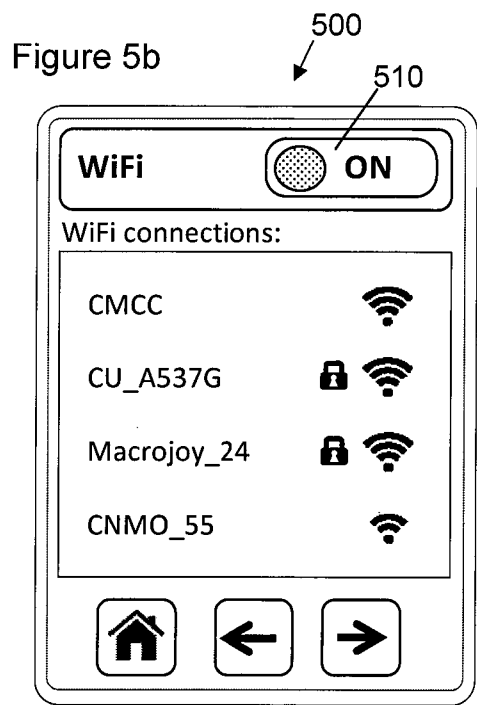 Figure 5b
500
510
WiFi
ON
WiFi connections:
CMCC
CU_A537G
Macrojoy_24
CNMO_55